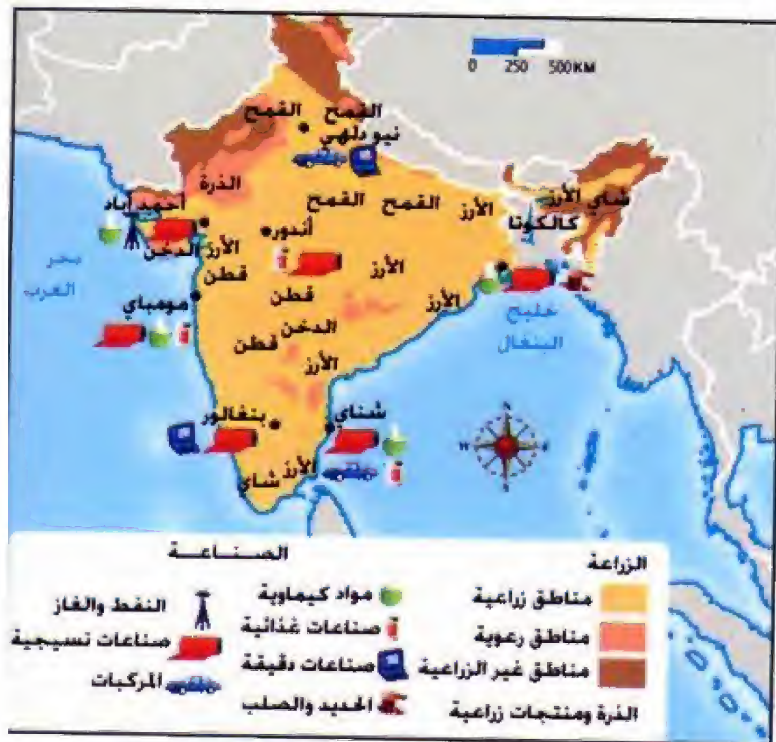 0 250 500KM
القمح
القمح
نيو دلهي
الذرة
القمح
القمح
الأرز
الأرز
شاي
كالكوتا
أحمد آباد
الدخن
الأرز
أندور
قطن
الأرز
بحر
العرب
مومباي
قطن
الأرز
خليج
البنغال
الدخن
قطن
الأرز
بنغالور
شناي
N
W
E
S
الأرز
شاي
الصنــاعــة
النفط والغاز
صناعات نسيجية
المركبات
مواد كيماوية
صناعات غذائية
صناعات دقيقة
الحديد والصلب
الزراعة
مناطق زراعية
مناطق رعوية
مناطق غير الزراعية
الذرة ومنتجات زراعية